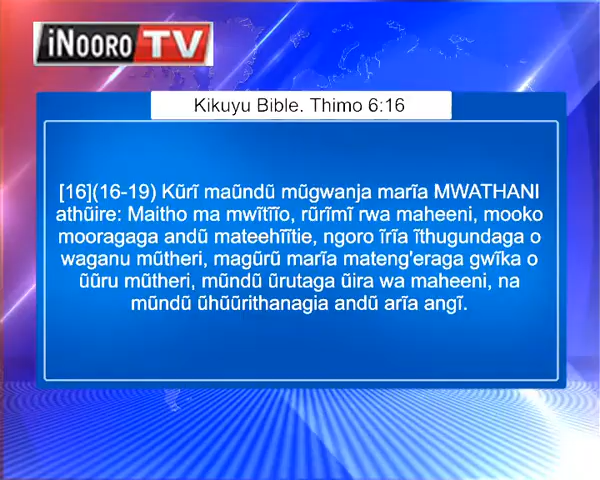 iNOORO TV
Kikuyu Bible. Thimo 6:16
[16](16-19) Kũrĩ maũndũ mũgwanja marĩa MWATHANI
athũire: Maitho ma mwĩtĩĩo, rũrĩmĩ rwa maheeni, mooko
mooragaga andũ mateehĩĩtie, ngoro ĩrĩa ĩthugundaga o
waganu mũtheri, magũrũ marĩa mateng'eraga gwĩka o
ũũru mũtheri, mũndũ ũrutaga ũira wa maheeni, na
mũndũ ũhũũrithanagia andũ arĩa angĩ.